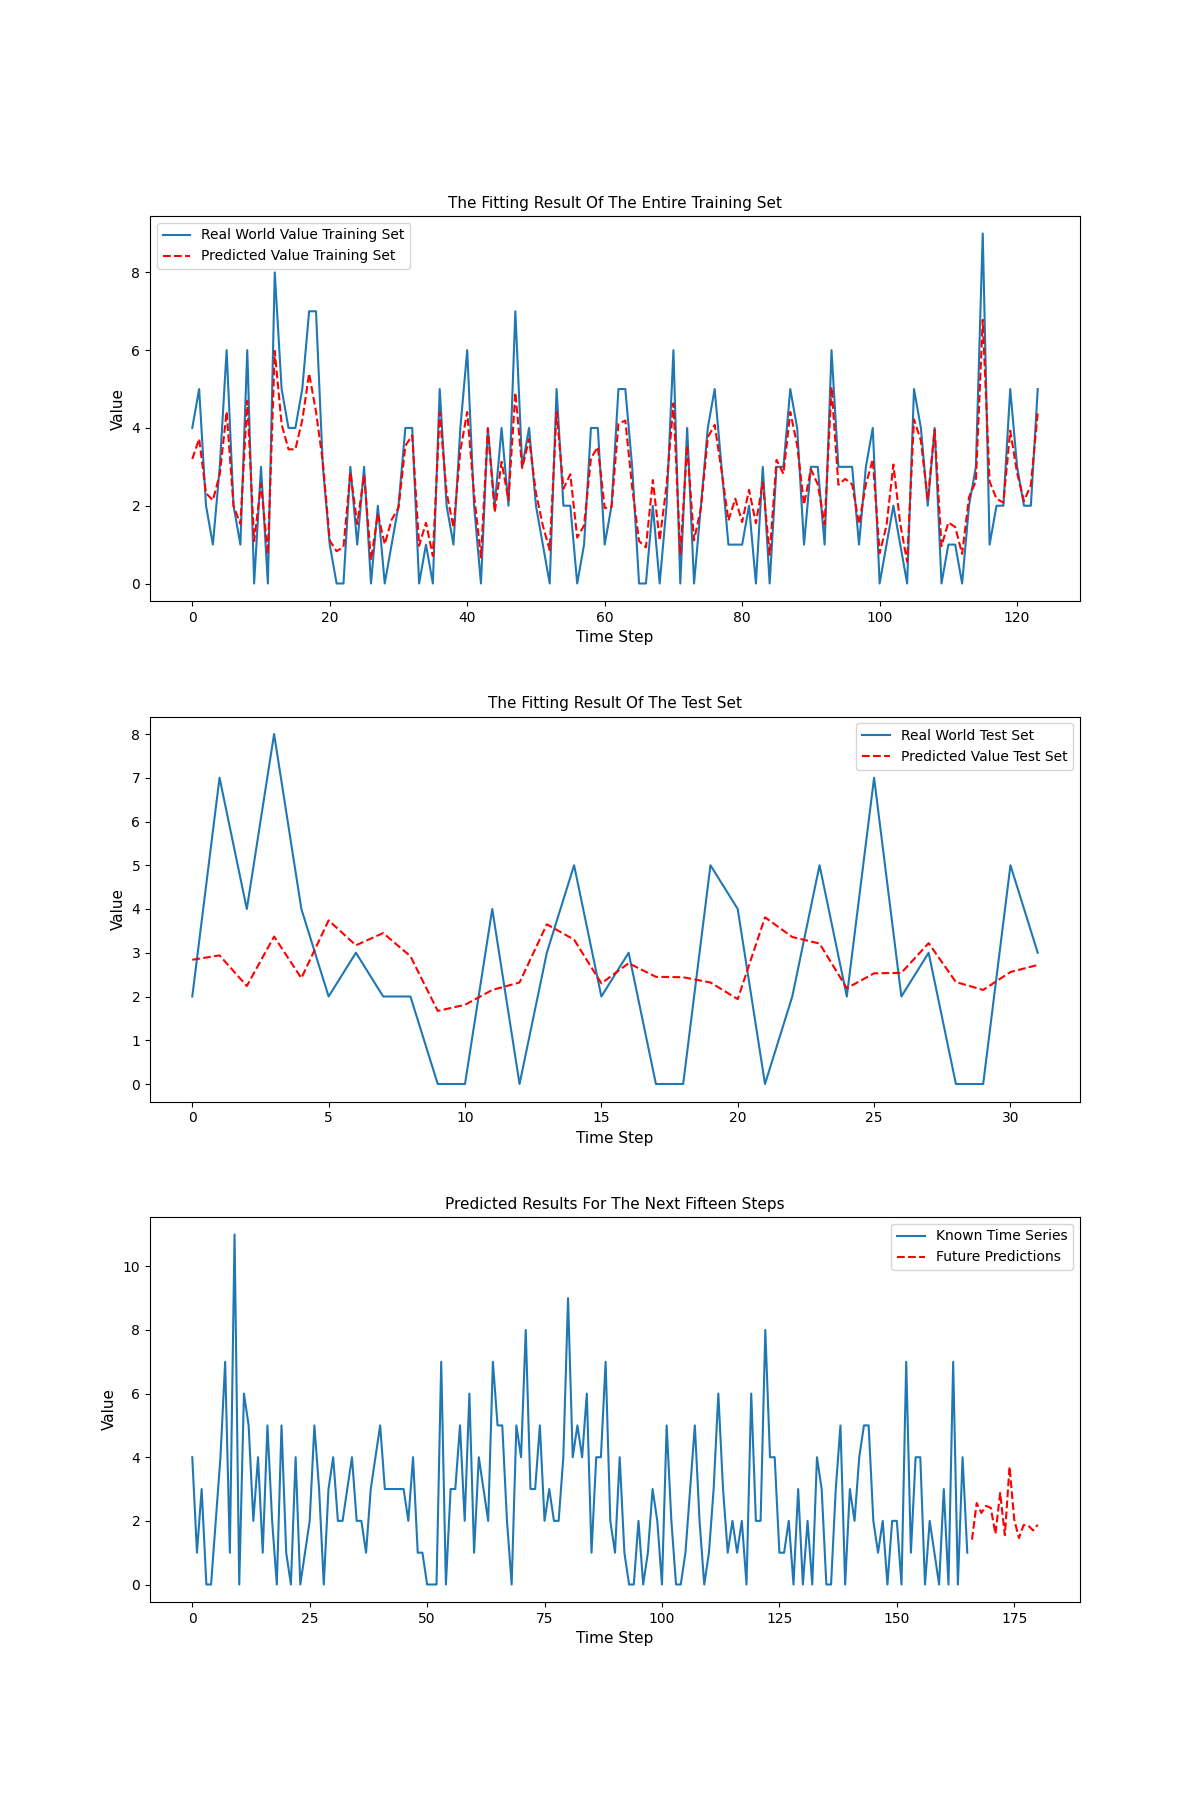 The Fitting Result Of The Entire Training Set
Real World Value Training Set
Predicted Value Training Set
Value
8
6
4
2
0
0 20 40 60 80 100 120
Time Step
The Fitting Result Of The Test Set
Real World Test Set
Predicted Value Test Set
Value
8
7
6
5
4
3
2
1
0
0 5 10 15 20 25 30
Time Step
Predicted Results For The Next Fifteen Steps
Known Time Series
Future Predictions
Value
10
8
6
4
2
0
0 25 50 75 100 125 150 175
Time Step